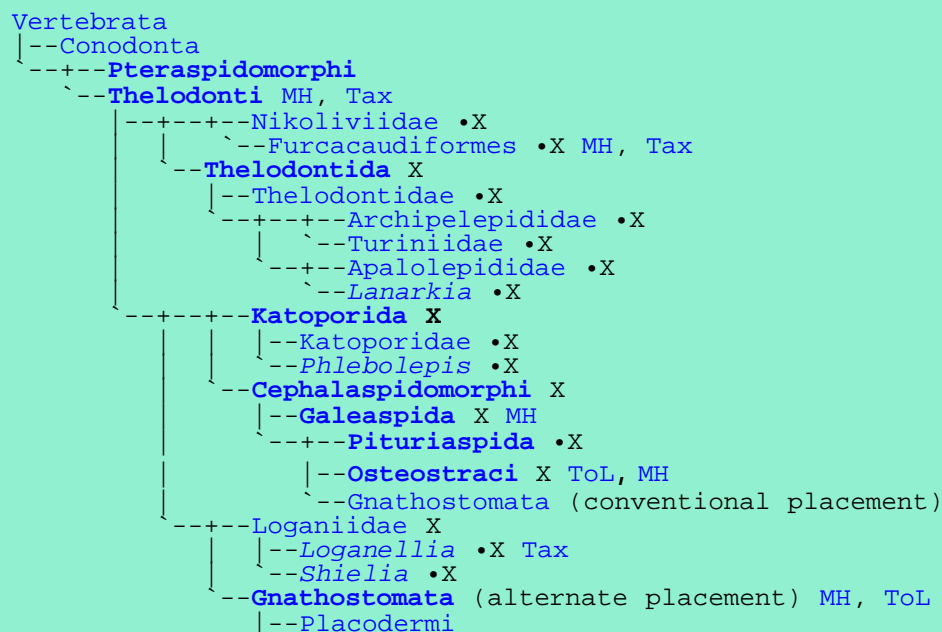 Vertebrata
|--Conodonta
`--+--Pteraspidomorphi
   `--Thelodonti MH, Tax
      |--+--+--Nikoliviidae •X
      |  |  `--Furcacaudiformes •X MH, Tax
      |  `--Thelodontida X
      |     |--Thelodontidae •X
      |     `--+--+--Archipelepididae •X
      |        |  `--Turiniidae •X
      |        `--+--Apalolepididae •X
      |           `--Lanarkia •X
      `--+--+--Katoporida X
         |  |  |--Katoporidae •X
         |  |  `--Phlebolepis •X
         |  `--Cephalaspidomorphi X
         |     |--Galeaspida X MH
         |     `--+--Pituriaspida •X
         |        |--Osteostraci X ToL, MH
         |        `--Gnathostomata (conventional placement)
         `--+--Loganiidae X
            |  |--Loganellia •X Tax
            |  `--Shielia •X
            `--Gnathostomata (alternate placement) MH, ToL
               |--Placodermi